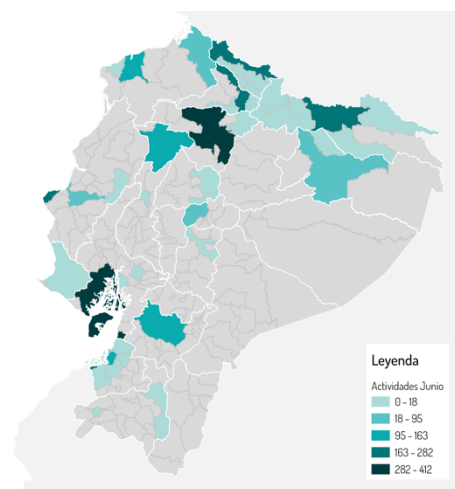 Leyenda
Actividades Junio
0 - 18
18 - 95
95 - 163
163 - 282
282 - 412